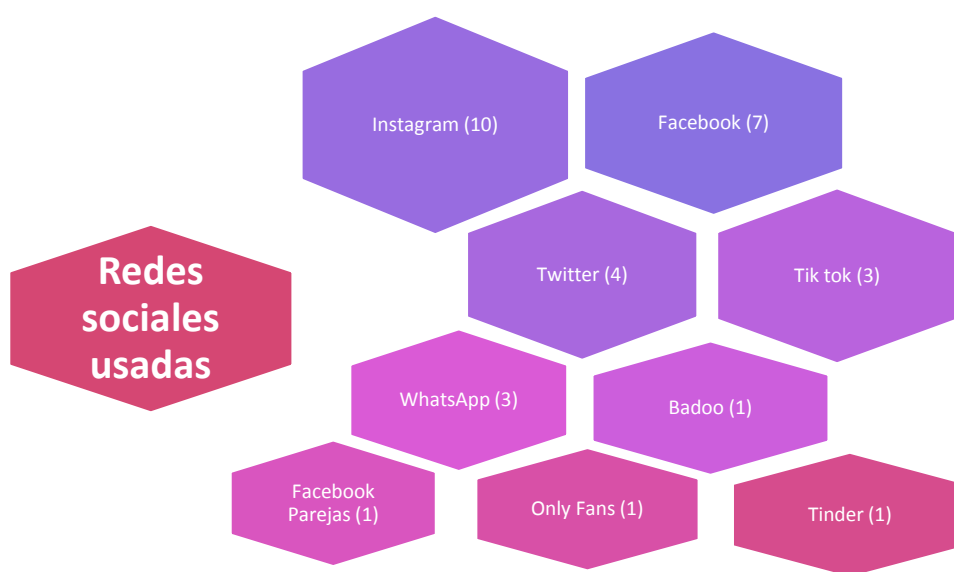 Instagram (10)
Facebook (7)
Twitter (4)
Tik tok (3)
Redes
sociales
usadas
WhatsApp (3)
Badoo (1)
Facebook
Parejas (1)
Only Fans (1)
Tinder (1)